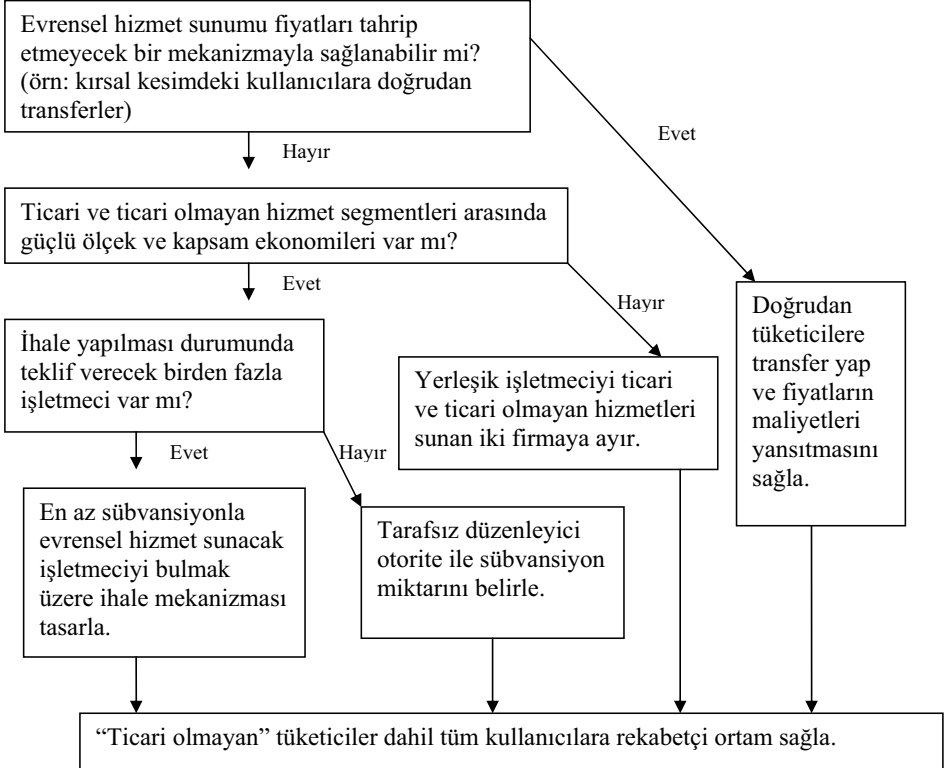 Evrensel hizmet sunumu fiyatları tahrip
etmeyecek bir mekanizmayla sağlanabilir mi?
(örn: kırsal kesimdeki kullanıcılara doğrudan
transferler)
Evet
Hayır
Ticari ve ticari olmayan hizmet segmentleri arasında
güçlü ölçek ve kapsam ekonomileri var mı?
Evet
Hayır
Doğrudan
tüketicilere
transfer yap
ve fiyatların
maliyetleri
yansıtmasını
sağla.
İhale yapılması durumunda
teklif verecek birden fazla
işletmeci var mı?
Yerleşik işletmeciyi ticari
ve ticari olmayan hizmetleri
sunan iki firmaya ayır.
Evet
Hayır
En az sübvansiyonla
evrensel hizmet sunacak
işletmeciyi bulmak
üzere ihale mekanizması
tasarla.
Tarafsız düzenleyici
otorite ile sübvansiyon
miktarını belirle.
“Ticari olmayan” tüketiciler dahil tüm kullanıcılara rekabetçi ortam sağla.